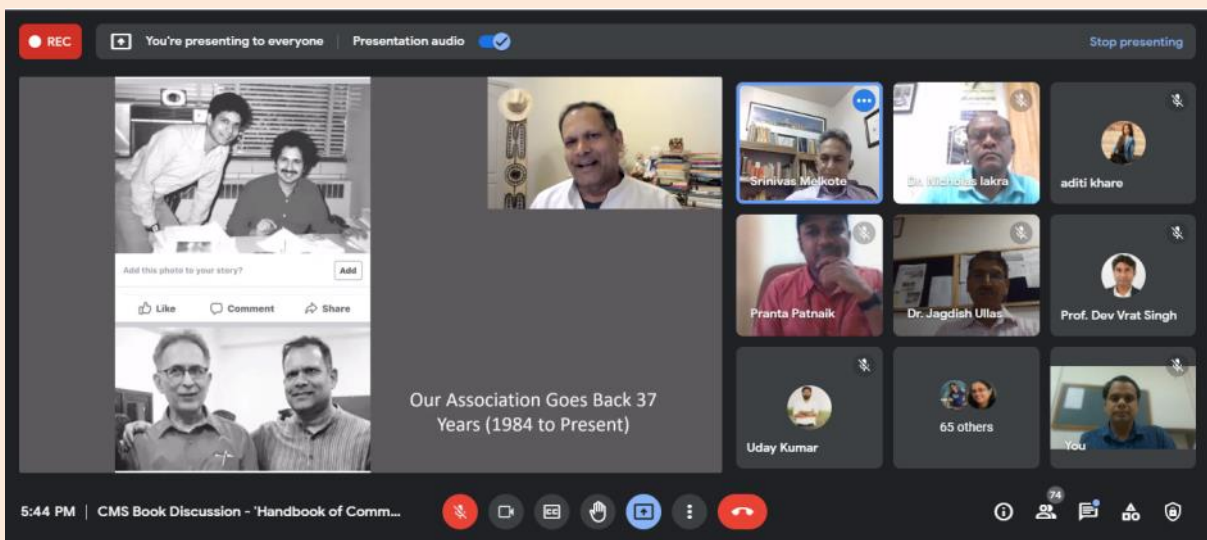 REC
You're presenting to everyone
Presentation audio
Stop presenting
Add this photo to your story?
Add
Like
Comment
Share
Our Association Goes Back 37
Years (1984 to Present)
Srinivas Melkote
Dr. Nicholas lakra
aditi khare
Pranta Patnaik
Dr. Jagdish Ullas
Prof. Dev Vrat Singh
Uday Kumar
65 others
You
5:44 PM | CMS Book Discussion - 'Handbook of Comm...
CC
74